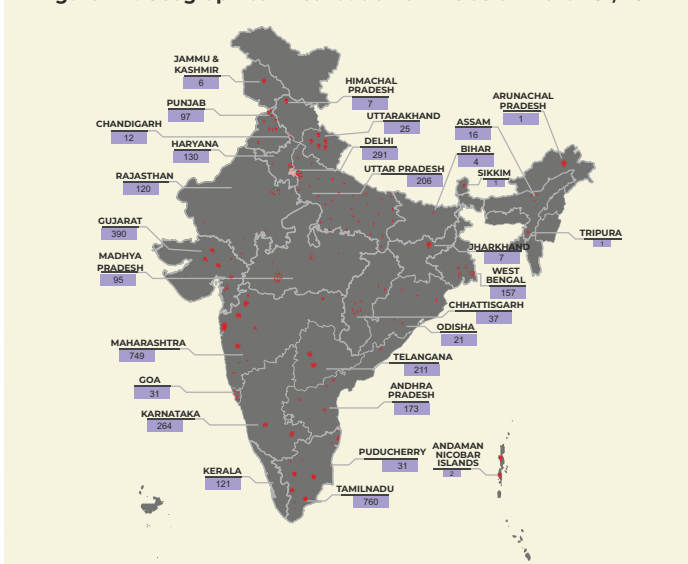 JAMMU &
KASHMIR
6
HIMACHAL
PRADESH
7
ARUNACHAL
PRADESH
1
PUNJAB
97
UTTARAKHAND
25
CHANDIGARH
12
ASSAM
16
HARYANA
130
DELHI
291
BIHAR
4
UTTAR PRADESH
206
SIKKIM
1
RAJASTHAN
120
GUJARAT
390
TRIPURA
1
JHARKHAND
7
MADHYA
PRADESH
95
WEST
BENGAL
157
CHHATTISGARH
37
ODISHA
21
MAHARASHTRA
749
TELANGANA
211
GOA
31
ANDHRA
PRADESH
173
KARNATAKA
264
PUDUCHERRY
31
ANDAMAN
NICOBAR
ISLANDS
2
KERALA
121
TAMILNADU
760